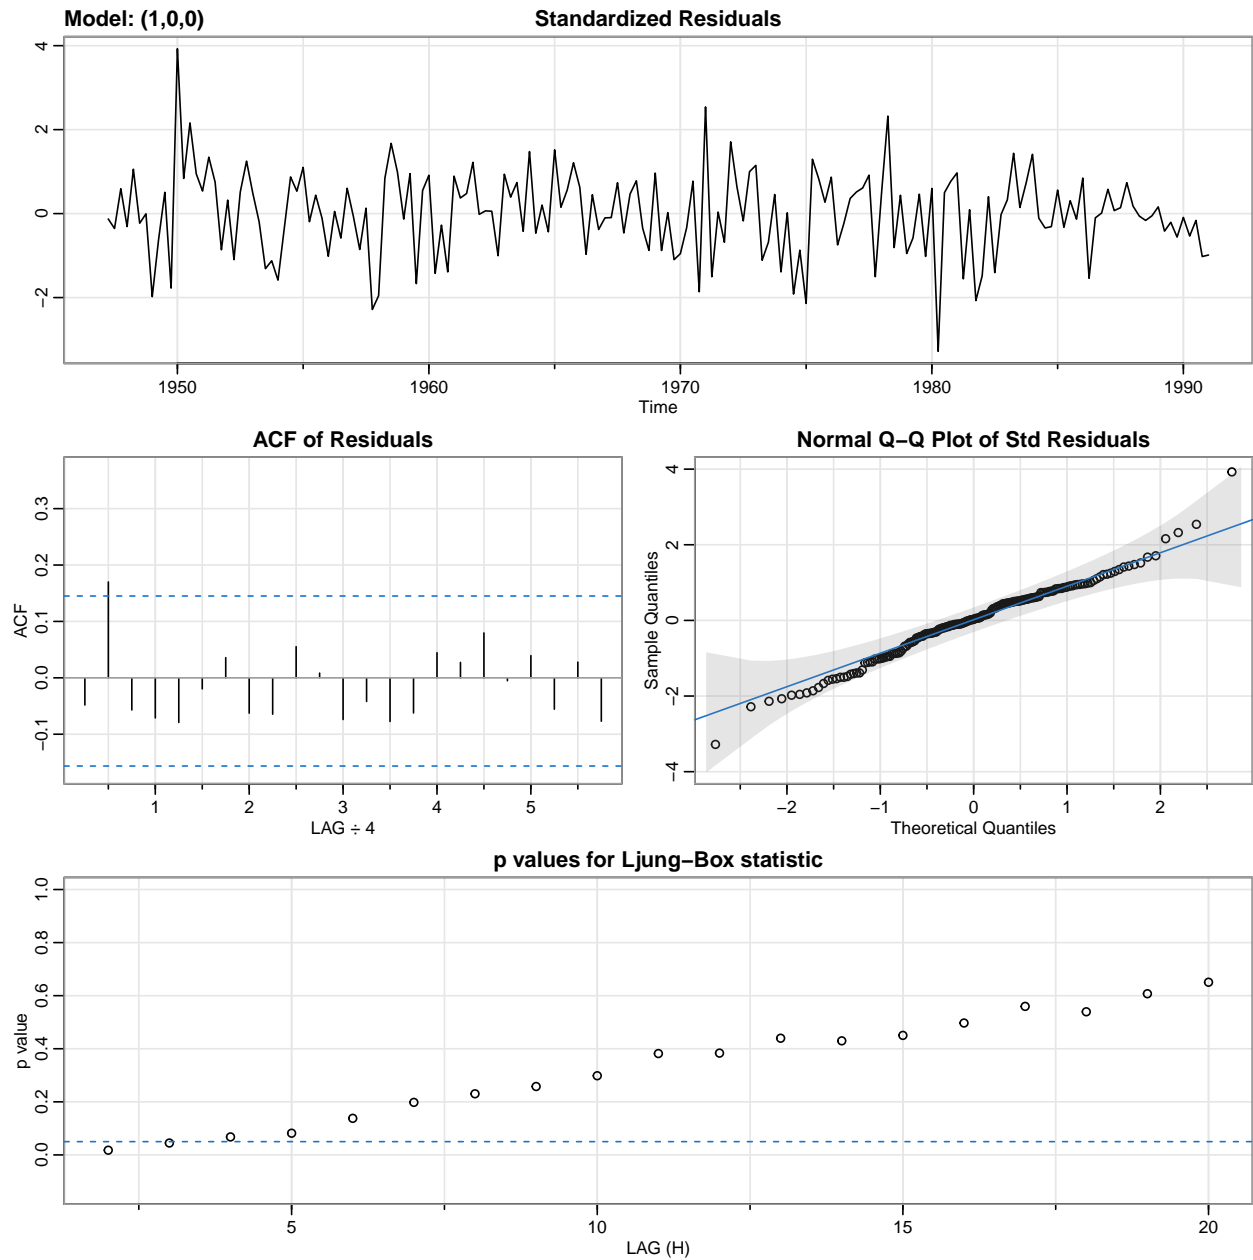 Model: (1,0,0) Standardized Residuals
4
2
0
−2
1950 1960 1970 1980 1990
Time
ACF of Residuals
0.3
0.2
0.1
0.0
−0.1
ACF
1 2 3 4 5
LAG ÷ 4
Normal Q−Q Plot of Std Residuals
4
2
0
−2
−4
Sample Quantiles
−2 −1 0 1 2
Theoretical Quantiles
p values for Ljung−Box statistic
1.0
0.8
0.6
0.4
0.2
0.0
p value
5 10 15 20
LAG (H)